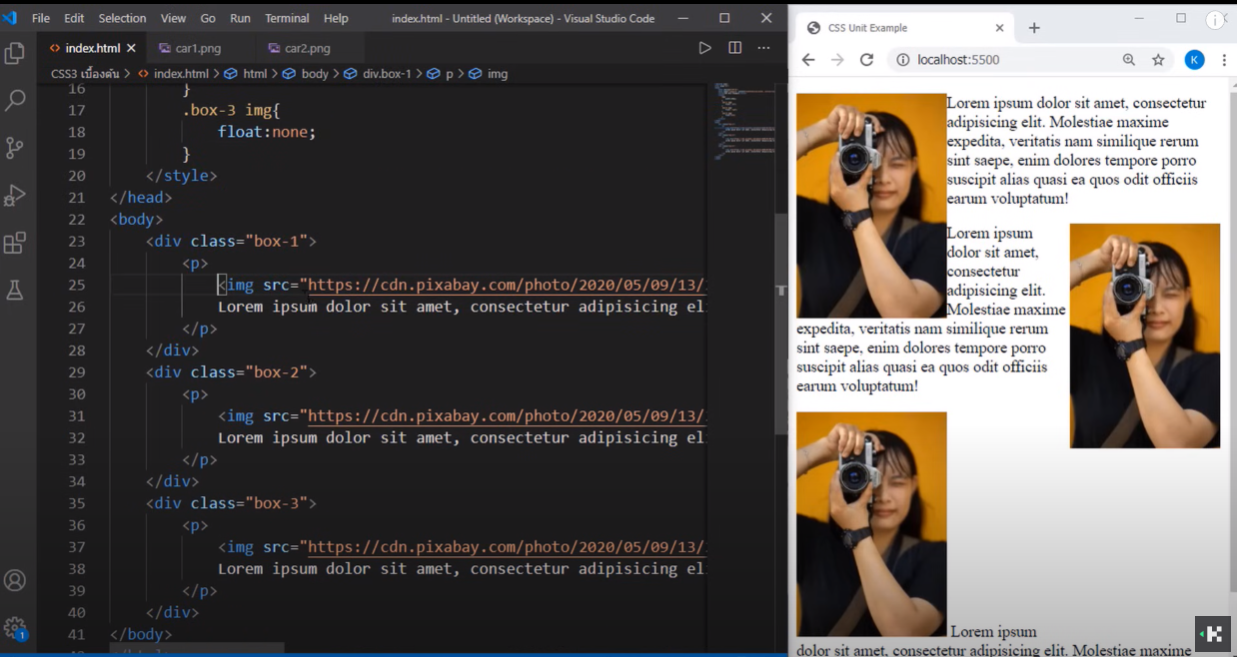 File Edit Selection View Go Run Terminal Help index.html - Untitled (Workspace) - Visual Studio Code
index.html car1.png car2.png
CSS3 เบื้องต้น > index.html > html > body > div.box-1 > p > img
16 }
17 .box-3 img{
18 float:none;
19 }
20 </style>
21 </head>
22 <body>
23 <div class="box-1">
24 <p>
25 <img src="https://cdn.pixabay.com/photo/2020/05/09/13/
26 Lorem ipsum dolor sit amet, consectetur adipisicing el
27 </p>
28 </div>
29 <div class="box-2">
30 <p>
31 <img src="https://cdn.pixabay.com/photo/2020/05/09/13/
32 Lorem ipsum dolor sit amet, consectetur adipisicing el
33 </p>
34 </div>
35 <div class="box-3">
36 <p>
37 <img src="https://cdn.pixabay.com/photo/2020/05/09/13/
38 Lorem ipsum dolor sit amet, consectetur adipisicing el
39 </p>
40 </div>
41 </body>
1
CSS Unit Example
localhost:5500
K
Lorem ipsum dolor sit amet, consectetur
adipisicing elit. Molestiae maxime
expedita, veritatis nam similique rerum
sint saepe, enim dolores tempore porro
suscipit alias quasi ea quos odit officiis
earum voluptatum!
Lorem ipsum
dolor sit amet,
consectetur
adipisicing elit.
Molestiae maxime
expedita, veritatis nam similique rerum
sint saepe, enim dolores tempore porro
suscipit alias quasi ea quos odit officiis
earum voluptatum!
Lorem ipsum
dolor sit amet, consectetur adipisicing elit. Molestiae maxime